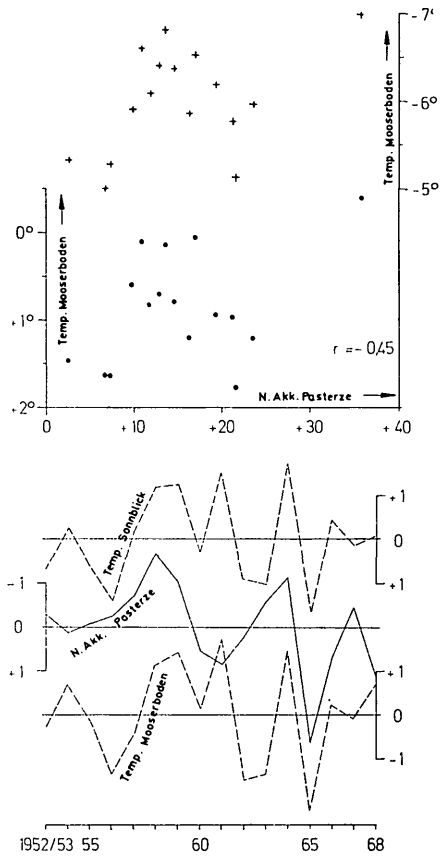 -7°
-6°
-5°
Temp. Mooserboden
0°
+1°
+2°
Temp. Mooserboden
r = - 0,45
N. Akk. Pasterze
0
+10
+20
+30
+40
+1
0
+1
Temp. Sonnblick
-1
0
+1
N. Akk. Pasterze
+1
0
-1
Temp. Mooserboden
1952/53 55 60 65 68